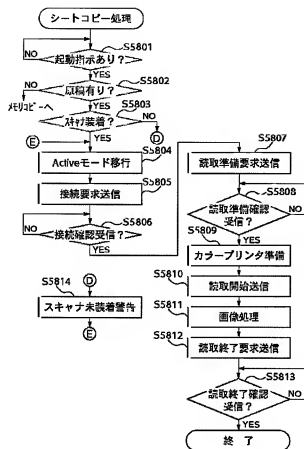 シートコピー処理
S5801
起動指示あり?
NO
YES
S5802
原稿有り?
NO
YES
メモリコピーへ
S5803
スキャナ装着?
NO
YES
D
E
S5804
Activeモード移行
S5805
接続要求送信
S5806
接続確認受信?
NO
YES
D
S5814
スキャナ未装着警告
E
S5807
読取準備要求送信
S5808
読取準備確認
受信?
NO
YES
S5809
カラープリンタ準備
S5810
読取開始送信
S5811
画像処理
S5812
読取終了要求送信
S5813
読取終了確認
受信?
NO
YES
終了